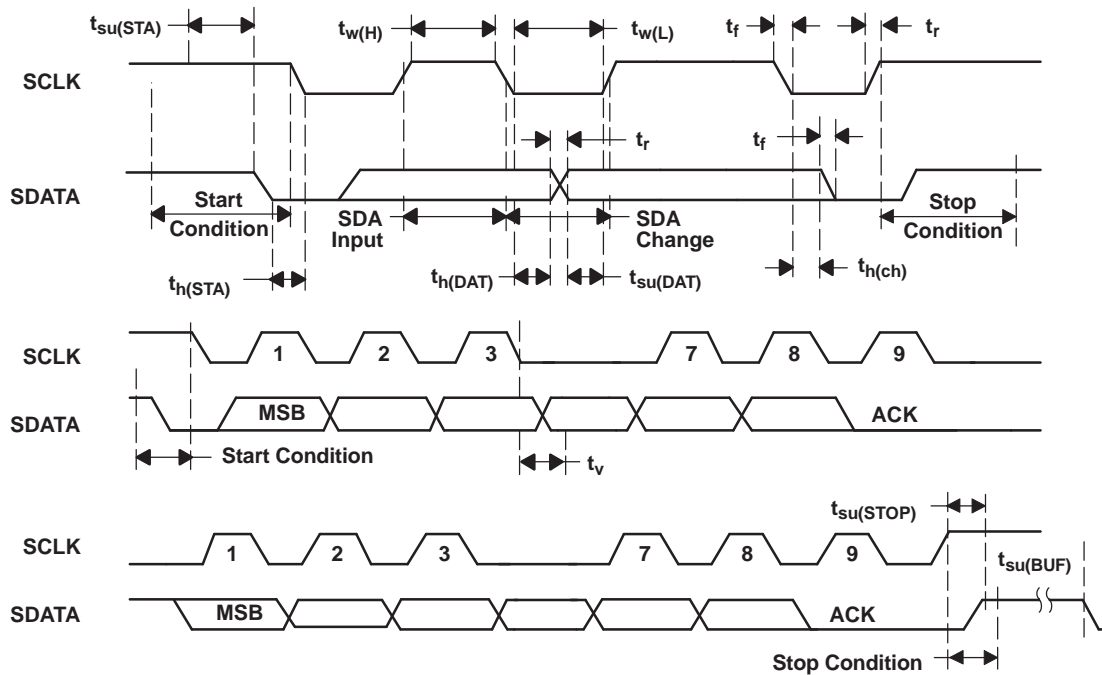 tsu(STA)
tw(H)
tw(L)
tf
tr
SCLK
tr
tf
SDATA
Start
Condition
SDA
Input
SDA
Change
Stop
Condition
th(STA)
th(DAT)
tsu(DAT)
th(ch)
SCLK
1 2 3 7 8 9
SDATA
MSB
ACK
Start Condition
tv
tsu(STOP)
SCLK
1 2 3 7 8 9
tsu(BUF)
SDATA
MSB
ACK
Stop Condition